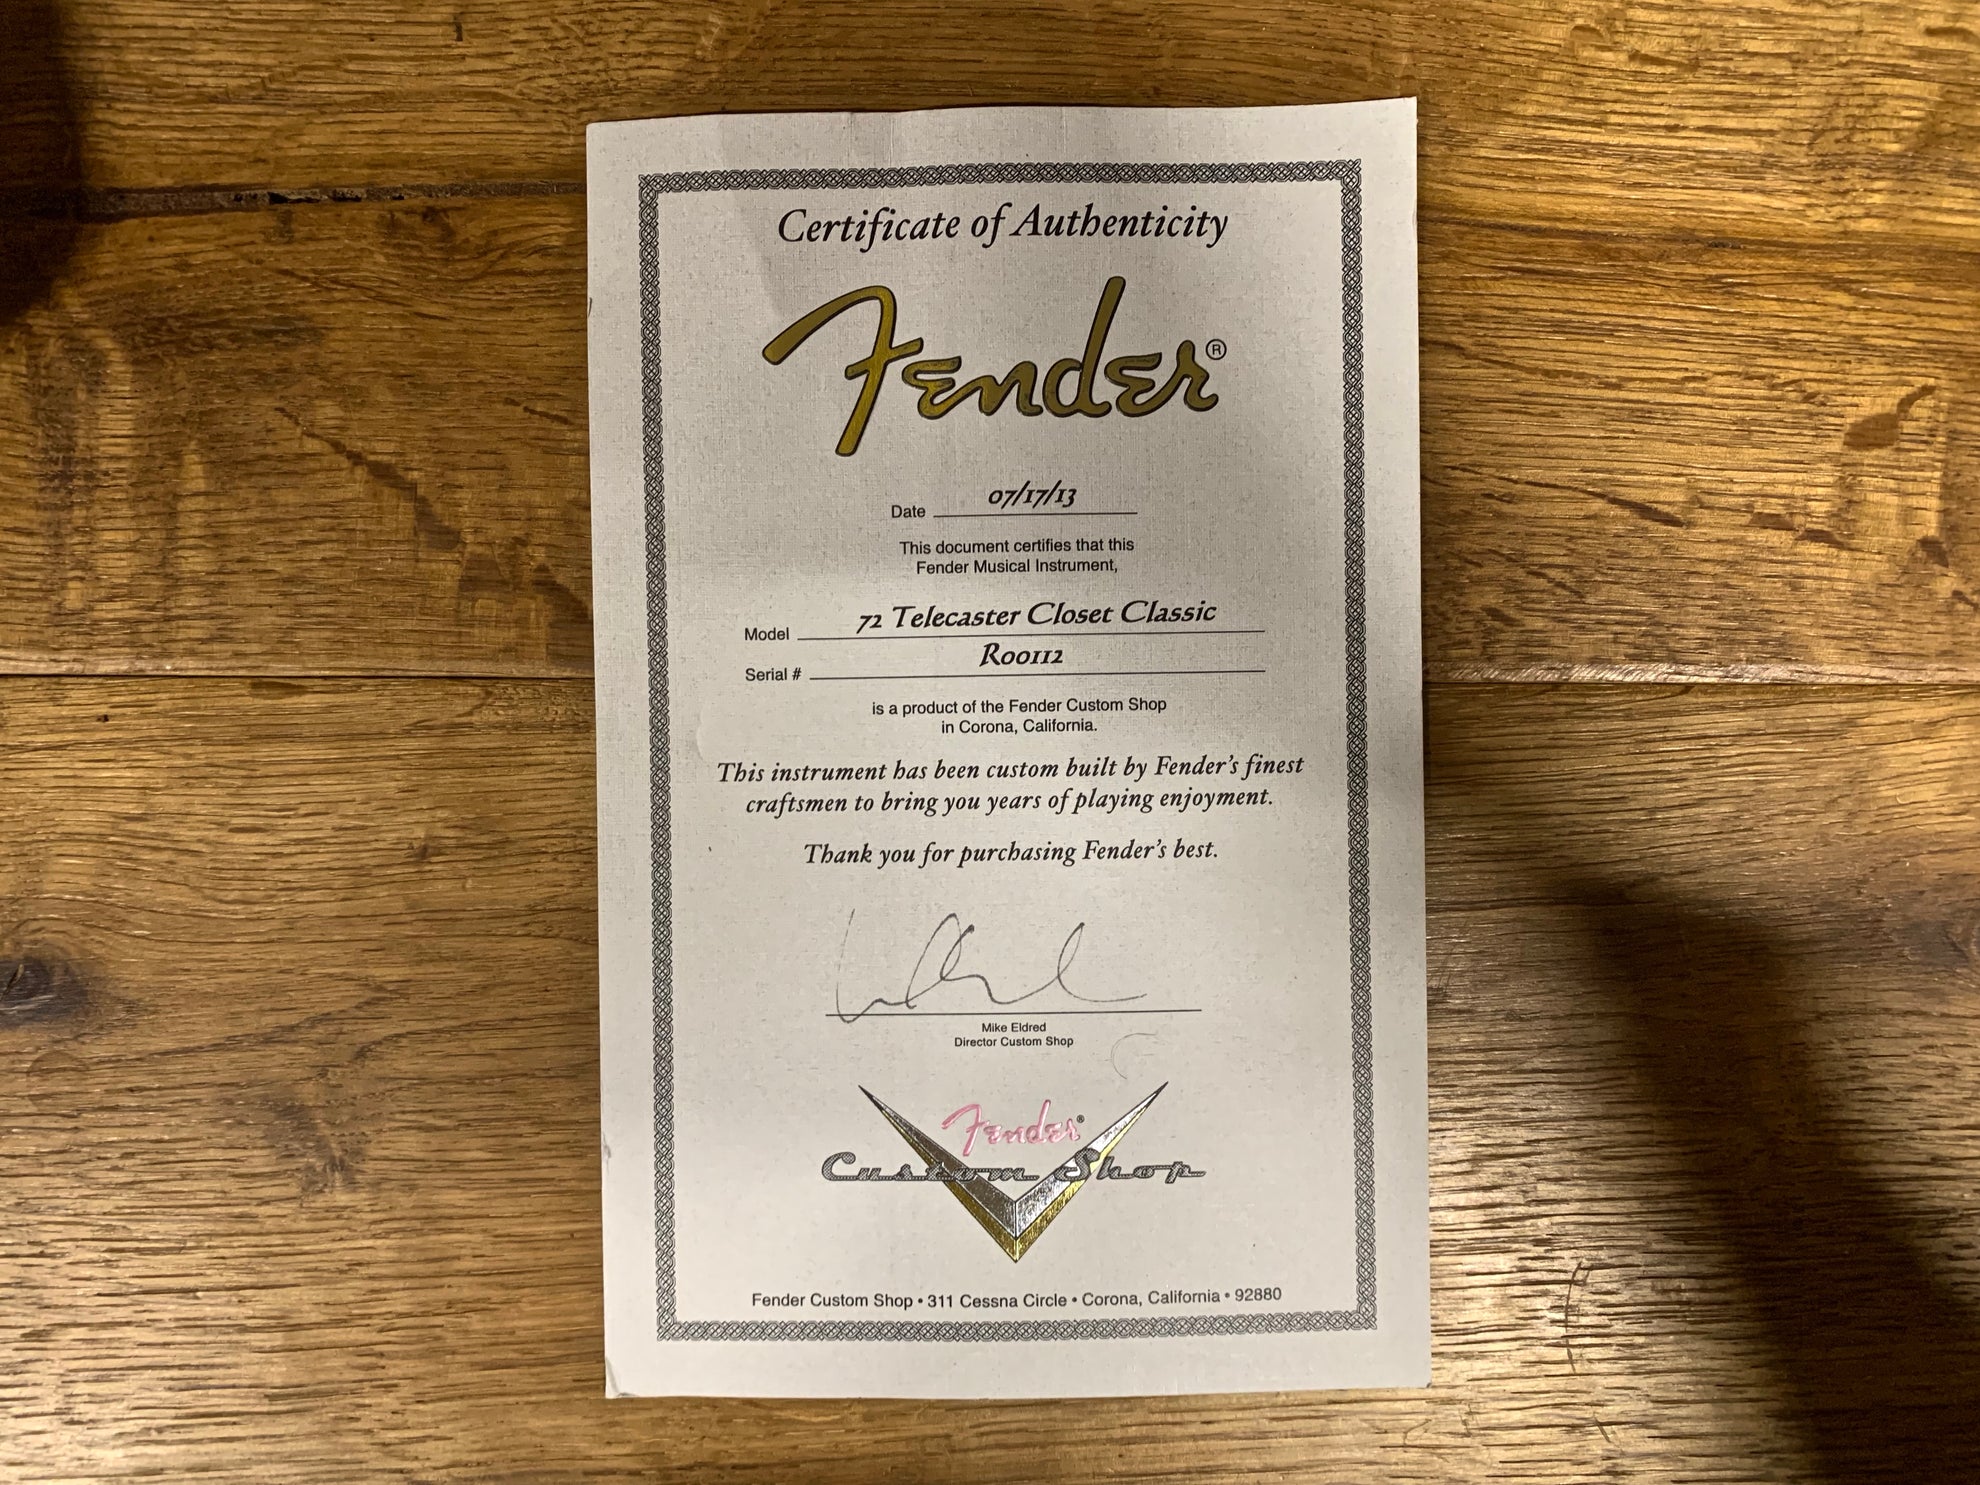 Certificate of Authenticity
Fender®
Date 07/17/13
This document certifies that this
Fender Musical Instrument,
Model 72 Telecaster Closet Classic
Serial # R00112
is a product of the Fender Custom Shop
in Corona, California.
This instrument has been custom built by Fender's finest
craftsmen to bring you years of playing enjoyment.
Thank you for purchasing Fender's best.
Mike Eldred
Director Custom Shop
Fender®
Custom Shop
Fender Custom Shop • 311 Cessna Circle • Corona, California • 92880